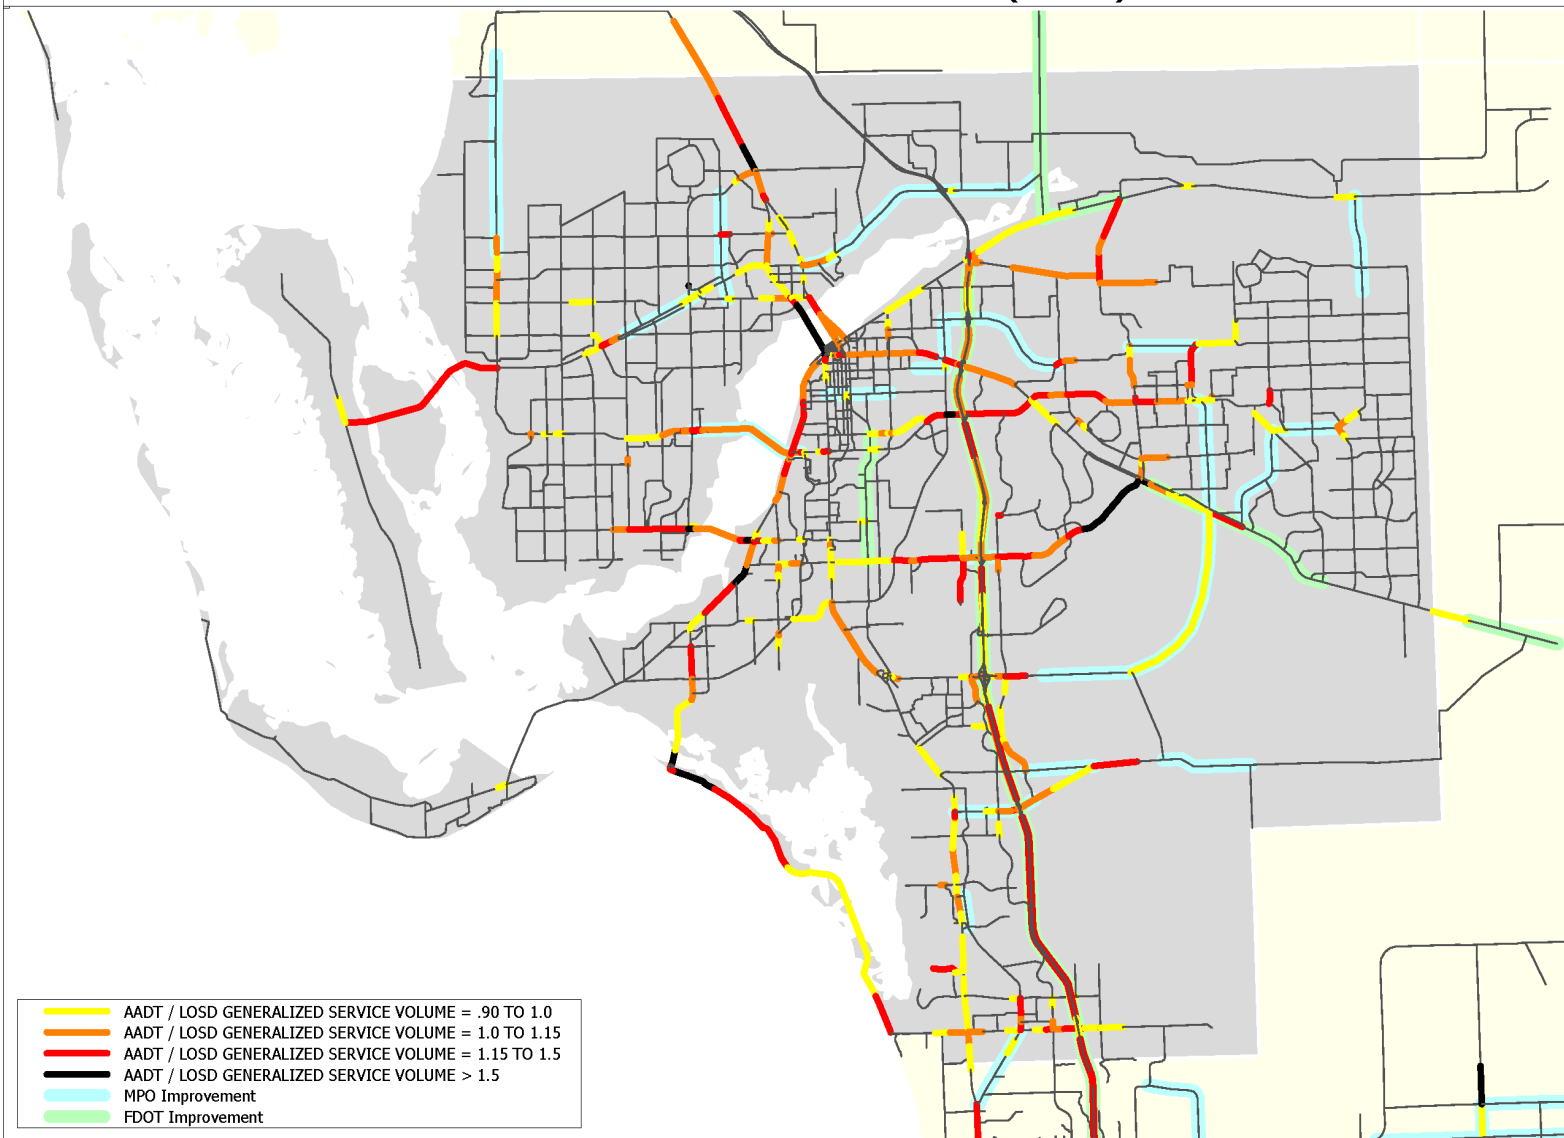 AADT / LOSD GENERALIZED SERVICE VOLUME = .90 TO 1.0
AADT / LOSD GENERALIZED SERVICE VOLUME = 1.0 TO 1.15
AADT / LOSD GENERALIZED SERVICE VOLUME = 1.15 TO 1.5
AADT / LOSD GENERALIZED SERVICE VOLUME > 1.5
MPO Improvement
FDOT Improvement